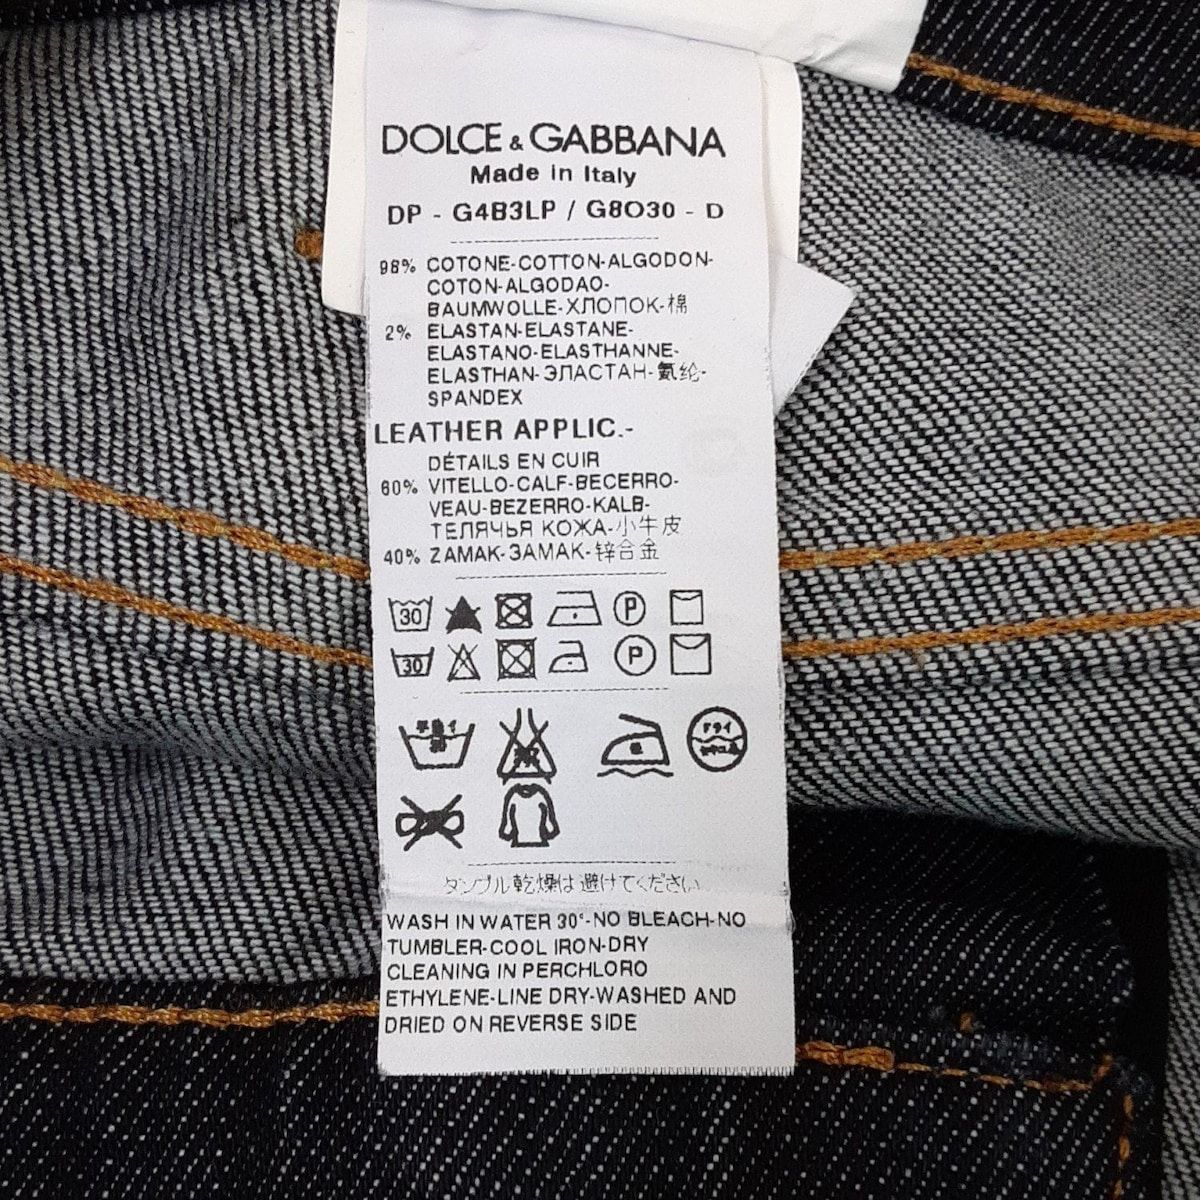 DOLCE & GABBANA
Made in Italy
DP - G4B3LP / G8O30 - D
98% COTONE-COTTON-ALGODON-
COTON-ALGODAO-
BAUMWOLLE-ХЛОПОК-棉
2% ELASTAN-ELASTANE-
ELASTANO-ELASTHANNE-
ELASTHAN-ЭЛАСТАН-氨纶-
SPANDEX
LEATHER APPLIC.-
DÉTAILS EN CUIR
60% VITELLO-CALF-BECERRO-
VEAU-BEZERRO-KALB-
ТЕЛЯЧЬЯ КОЖА-小牛皮
40% ZAMAK-ЗАМАК-锌合金
30 P
30 P
ドライ
タンブル乾燥は避けてください
WASH IN WATER 30°-NO BLEACH-NO
TUMBLER-COOL IRON-DRY
CLEANING IN PERCHLORO
ETHYLENE-LINE DRY-WASHED AND
DRIED ON REVERSE SIDE